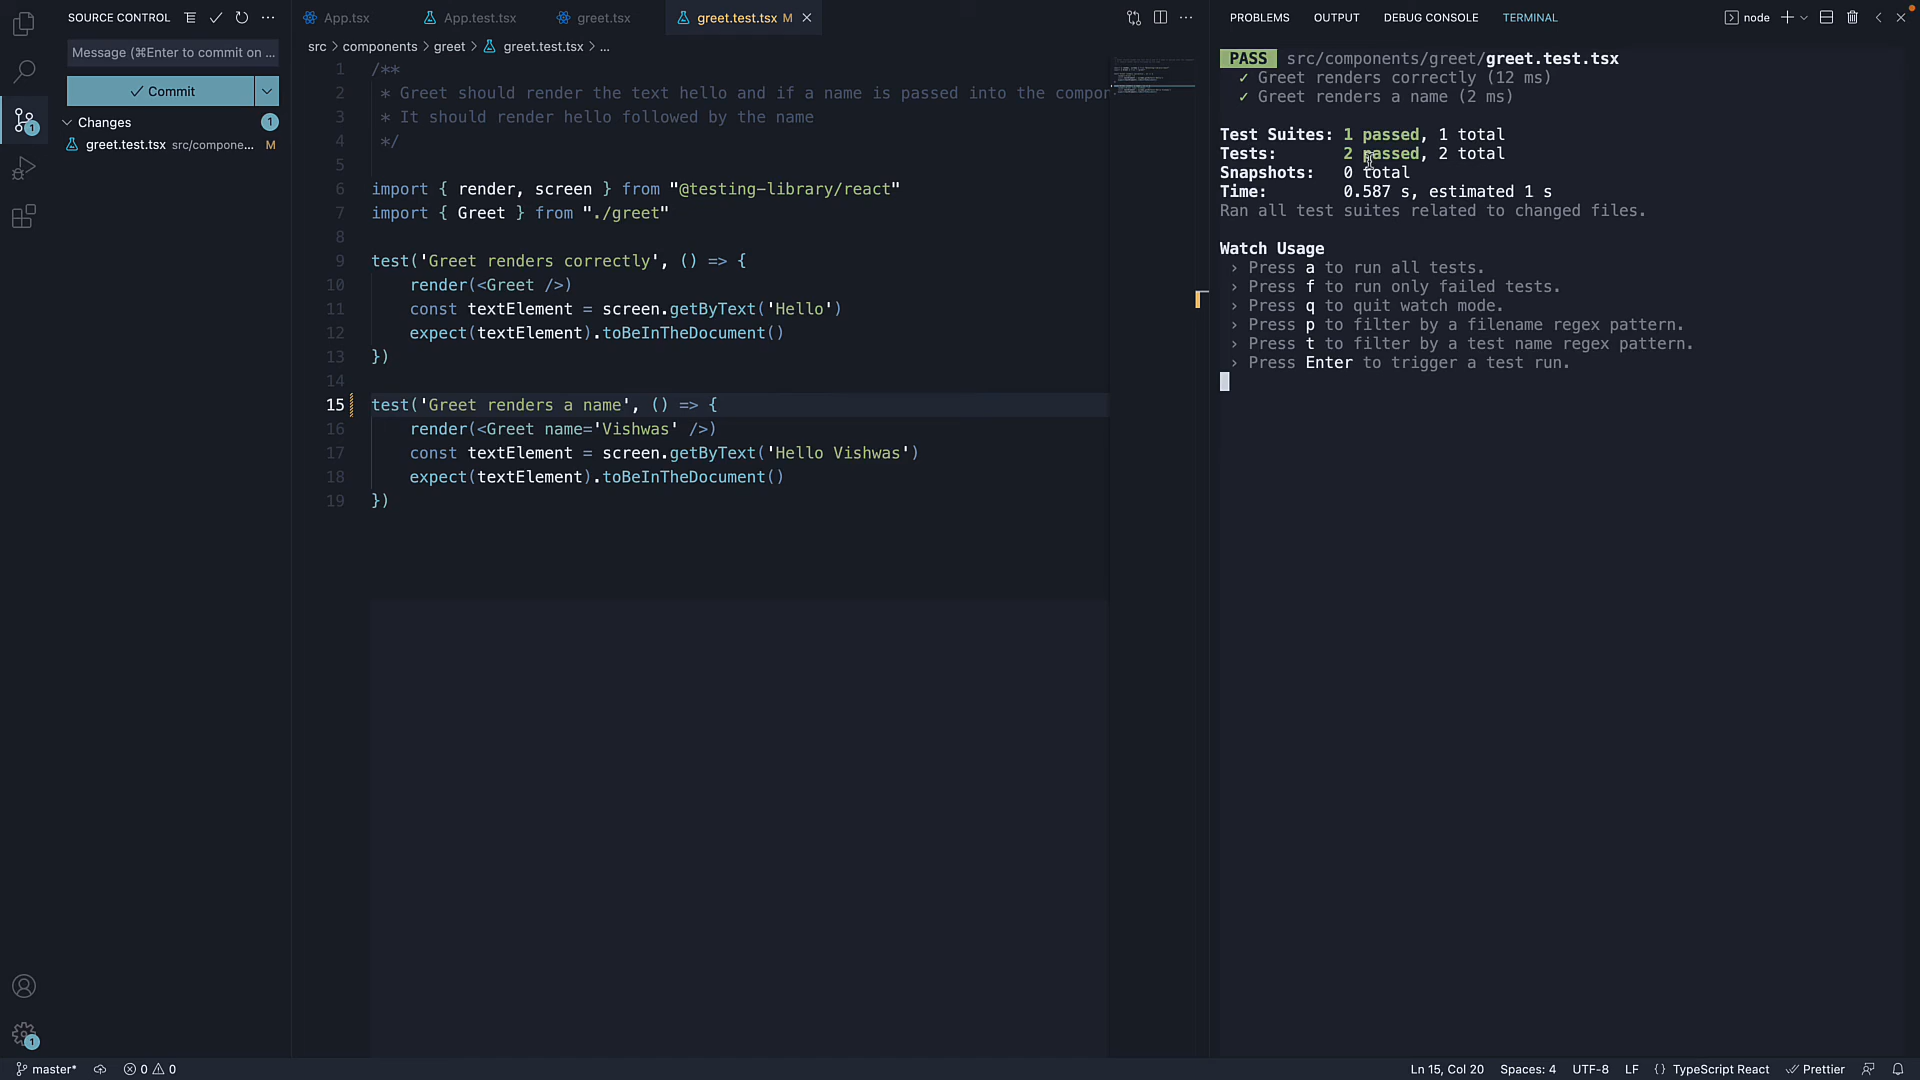 SOURCE CONTROL
Message (⌘Enter to commit on ...
Commit
Changes 1
greet.test.tsx src/compone... M
1
1
App.tsx App.test.tsx greet.tsx greet.test.tsx M
src > components > greet > greet.test.tsx > ...
1 /**
2 * Greet should render the text hello and if a name is passed into the compor
3 * It should render hello followed by the name
4 */
5
6 import { render, screen } from "@testing-library/react"
7 import { Greet } from "./greet"
8
9 test('Greet renders correctly', () => {
10 render(<Greet />)
11 const textElement = screen.getByText('Hello')
12 expect(textElement).toBeInTheDocument()
13 })
14
15 test('Greet renders a name', () => {
16 render(<Greet name='Vishwas' />)
17 const textElement = screen.getByText('Hello Vishwas')
18 expect(textElement).toBeInTheDocument()
19 })
PROBLEMS OUTPUT DEBUG CONSOLE TERMINAL node
PASS src/components/greet/greet.test.tsx
✓ Greet renders correctly (12 ms)
✓ Greet renders a name (2 ms)
Test Suites: 1 passed, 1 total
Tests: 2 passed, 2 total
Snapshots: 0 total
Time: 0.587 s, estimated 1 s
Ran all test suites related to changed files.
Watch Usage
› Press a to run all tests.
› Press f to run only failed tests.
› Press q to quit watch mode.
› Press p to filter by a filename regex pattern.
› Press t to filter by a test name regex pattern.
› Press Enter to trigger a test run.
master* 0 0 Ln 15, Col 20 Spaces: 4 UTF-8 LF {} TypeScript React Prettier